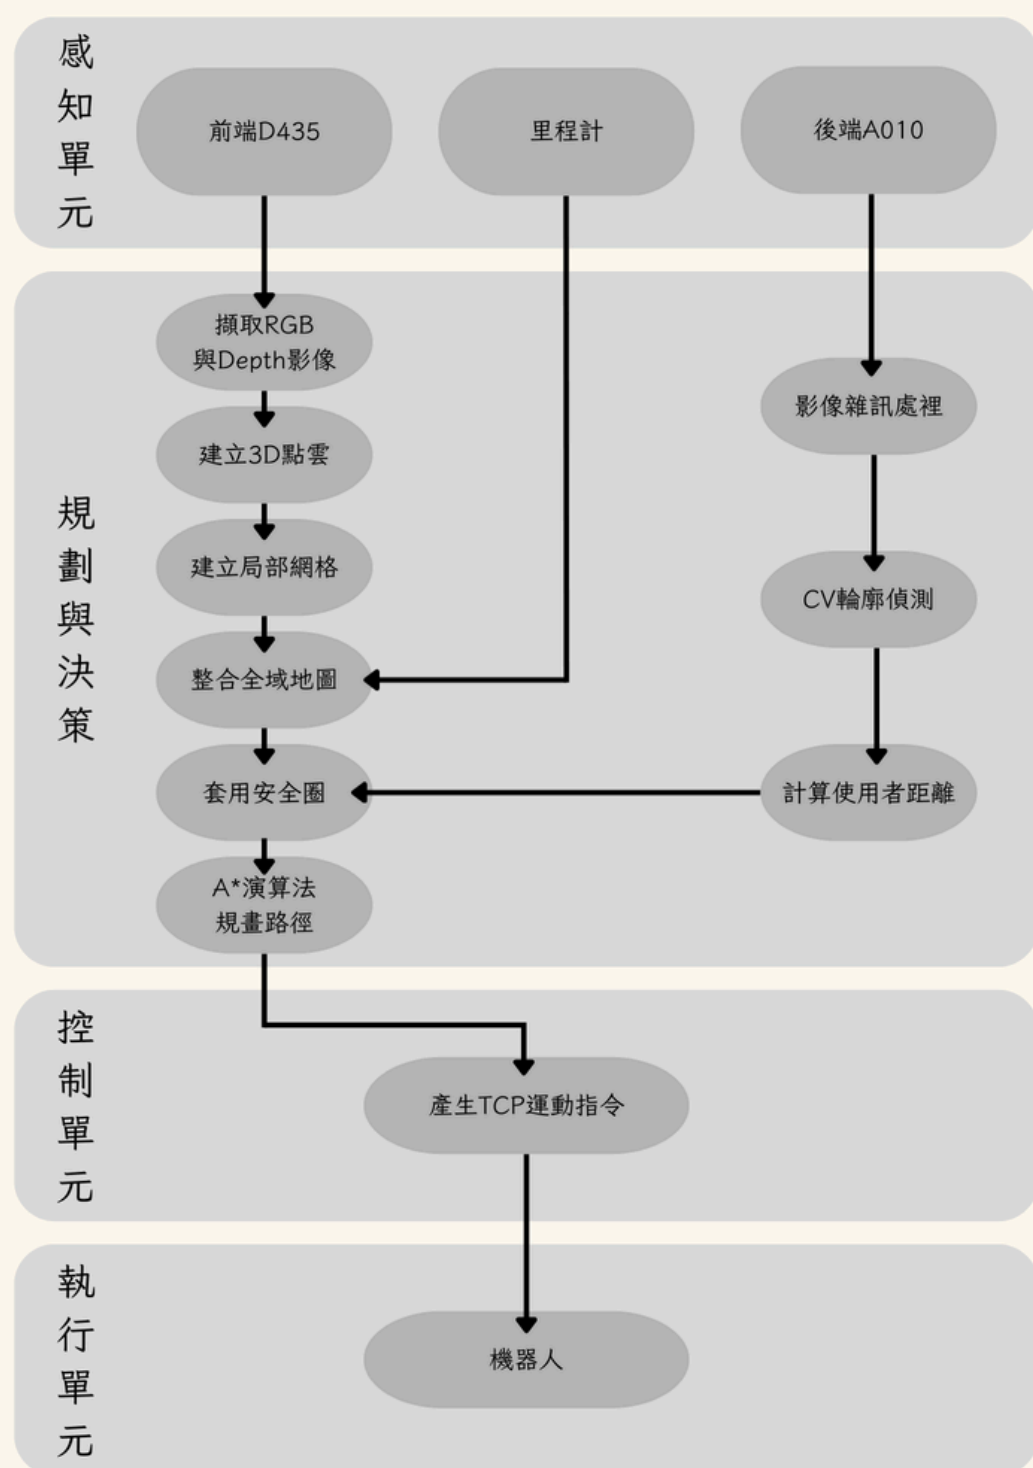 感知單元
前端D435
里程計
後端A010
規劃與決策
擷取RGB
與Depth影像
建立3D點雲
建立局部網格
整合全域地圖
套用安全圈
A*演算法
規畫路徑
影像雜訊處裡
CV輪廓偵測
計算使用者距離
控制單元
產生TCP運動指令
執行單元
機器人